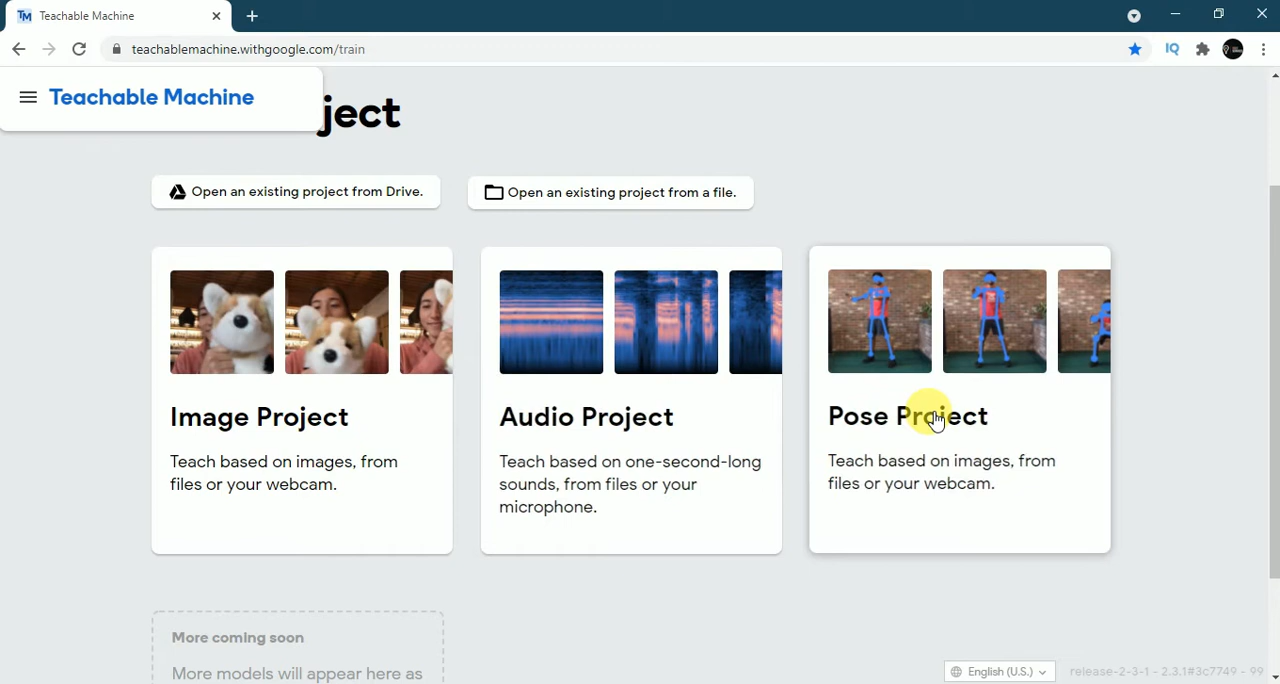 Teachable Machine
teachablemachine.withgoogle.com/train
IQ
Teachable Machine
ject
Open an existing project from Drive.
Open an existing project from a file.
Image Project
Teach based on images, from
files or your webcam.
Audio Project
Teach based on one-second-long
sounds, from files or your
microphone.
Pose Project
Teach based on images, from
files or your webcam.
More coming soon
More models will appear here as
English (U.S.)
release-2-3-1 - 2.3.1#3c7749 - 99